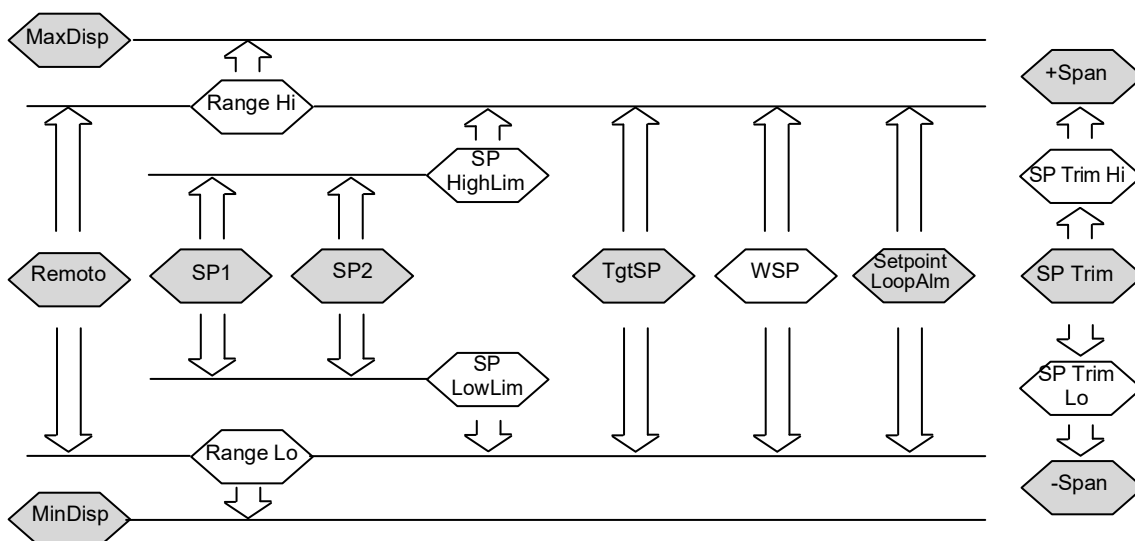 MaxDisp
+Span
Range Hi
SP
HighLim
SP Trim Hi
Remoto
SP1
SP2
TgtSP
WSP
Setpoint
LoopAlm
SP Trim
SP
LowLim
SP Trim
Lo
Range Lo
-Span
MinDisp